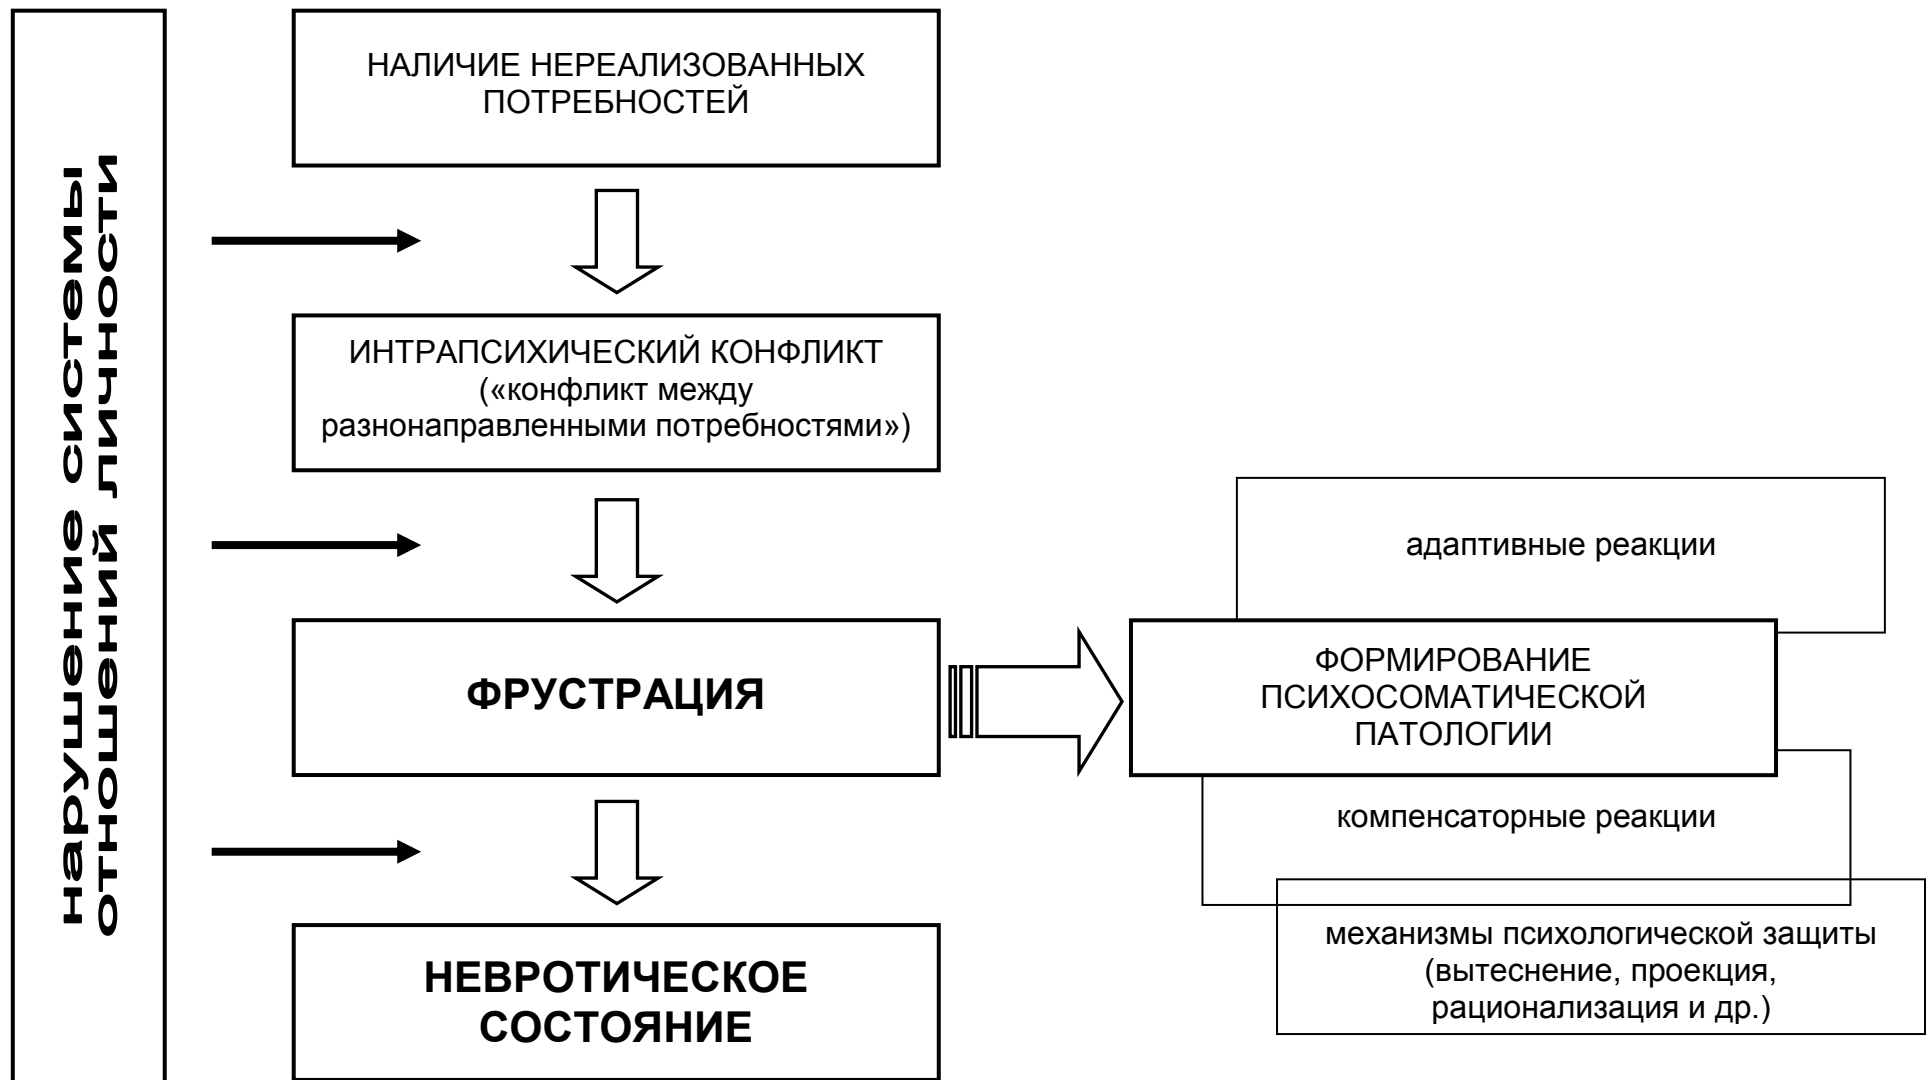 нарушение системы
отношений личности
НАЛИЧИЕ НЕРЕАЛИЗОВАННЫХ
ПОТРЕБНОСТЕЙ
ИНТРАПСИХИЧЕСКИЙ КОНФЛИКТ
(«конфликт между
разнонаправленными потребностями»)
ФРУСТРАЦИЯ
НЕВРОТИЧЕСКОЕ
СОСТОЯНИЕ
адаптивные реакции
ФОРМИРОВАНИЕ
ПСИХОСОМАТИЧЕСКОЙ
ПАТОЛОГИИ
компенсаторные реакции
механизмы психологической защиты
(вытеснение, проекция,
рационализация и др.)